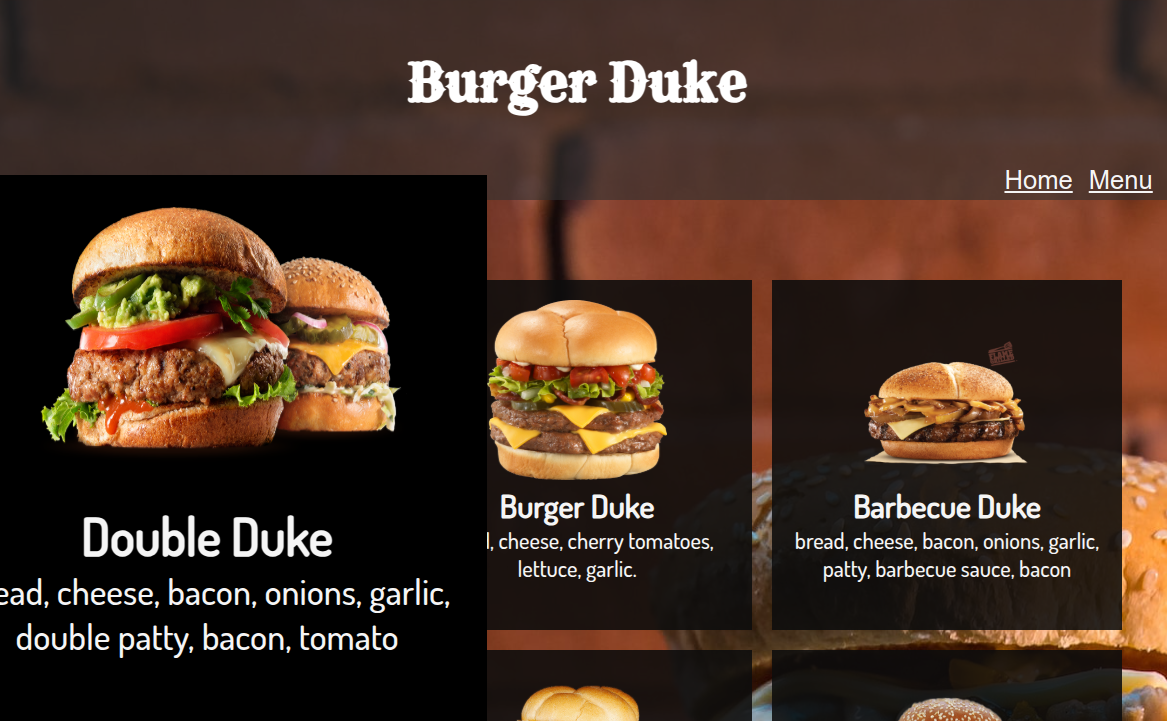 Burger Duke
Home Menu
Double Duke
ead, cheese, bacon, onions, garlic,
double patty, bacon, tomato
Burger Duke
, cheese, cherry tomatoes,
lettuce, garlic.
Barbecue Duke
bread, cheese, bacon, onions, garlic,
patty, barbecue sauce, bacon